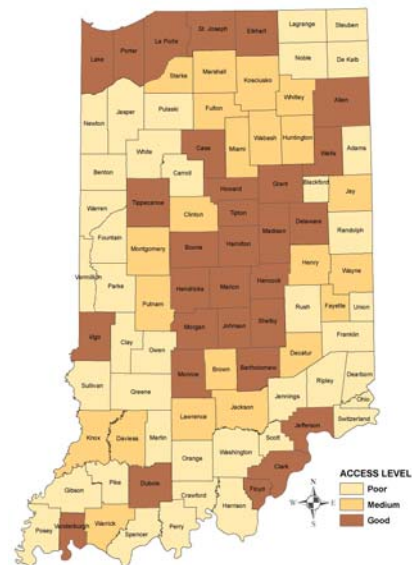 Lagrange
Steuben
St. Joseph
Elkhart
La Porte
Porter
Lake
Noble
De Kalb
Starke
Marshall
Kosciusko
Whitley
Allen
Jasper
Newton
Pulaski
Fulton
Wabash
Huntington
Miami
Cass
Wells
Adams
White
Benton
Carroll
Howard
Grant
Blackford
Jay
Warren
Tippecanoe
Clinton
Tipton
Madison
Delaware
Randolph
Fountain
Montgomery
Boone
Hamilton
Henry
Wayne
Vermillion
Parke
Putnam
Hendricks
Marion
Hancock
Rush
Fayette
Union
Vigo
Clay
Owen
Morgan
Johnson
Shelby
Franklin
Decatur
Sullivan
Greene
Monroe
Brown
Bartholomew
Dearborn
Ripley
Jennings
Ohio
Switzerland
Jackson
Lawrence
Jefferson
Knox
Daviess
Martin
Scott
Orange
Washington
Clark
Gibson
Pike
Dubois
Crawford
Floyd
Harrison
Posey
Vanderburgh
Warrick
Spencer
Perry
N
W
E
S
ACCESS LEVEL
Poor
Medium
Good